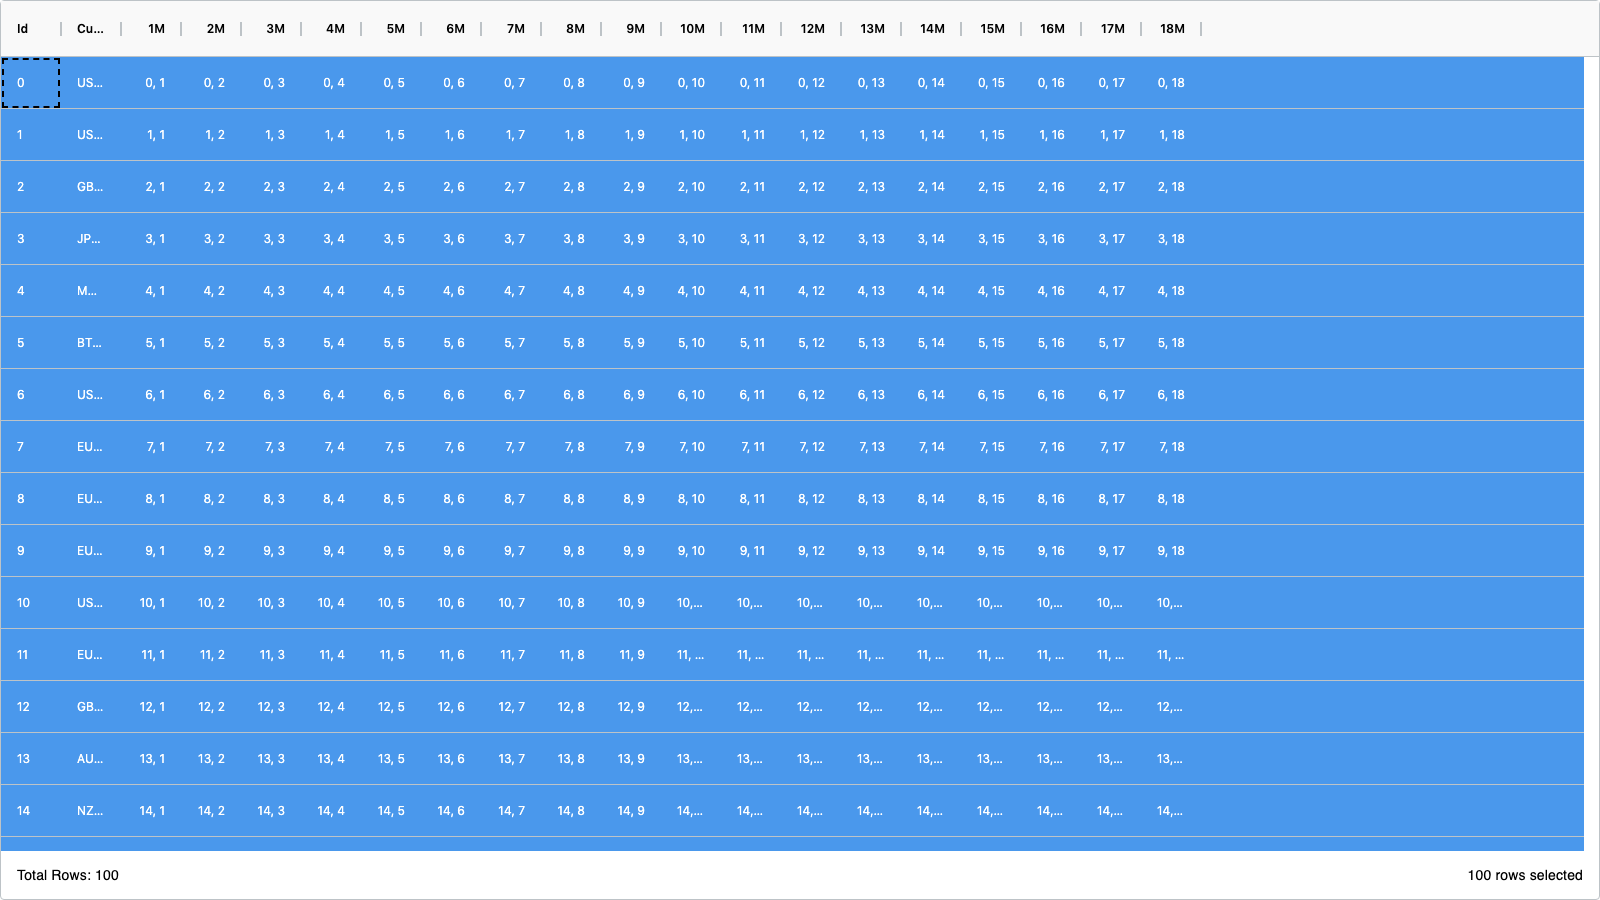 Id Cu... 1M 2M 3M 4M 5M 6M 7M 8M 9M 10M 11M 12M 13M 14M 15M 16M 17M 18M
0 US... 0, 1 0, 2 0, 3 0, 4 0, 5 0, 6 0, 7 0, 8 0, 9 0, 10 0, 11 0, 12 0, 13 0, 14 0, 15 0, 16 0, 17 0, 18
1 US... 1, 1 1, 2 1, 3 1, 4 1, 5 1, 6 1, 7 1, 8 1, 9 1, 10 1, 11 1, 12 1, 13 1, 14 1, 15 1, 16 1, 17 1, 18
2 GB... 2, 1 2, 2 2, 3 2, 4 2, 5 2, 6 2, 7 2, 8 2, 9 2, 10 2, 11 2, 12 2, 13 2, 14 2, 15 2, 16 2, 17 2, 18
3 JP... 3, 1 3, 2 3, 3 3, 4 3, 5 3, 6 3, 7 3, 8 3, 9 3, 10 3, 11 3, 12 3, 13 3, 14 3, 15 3, 16 3, 17 3, 18
4 M... 4, 1 4, 2 4, 3 4, 4 4, 5 4, 6 4, 7 4, 8 4, 9 4, 10 4, 11 4, 12 4, 13 4, 14 4, 15 4, 16 4, 17 4, 18
5 BT... 5, 1 5, 2 5, 3 5, 4 5, 5 5, 6 5, 7 5, 8 5, 9 5, 10 5, 11 5, 12 5, 13 5, 14 5, 15 5, 16 5, 17 5, 18
6 US... 6, 1 6, 2 6, 3 6, 4 6, 5 6, 6 6, 7 6, 8 6, 9 6, 10 6, 11 6, 12 6, 13 6, 14 6, 15 6, 16 6, 17 6, 18
7 EU... 7, 1 7, 2 7, 3 7, 4 7, 5 7, 6 7, 7 7, 8 7, 9 7, 10 7, 11 7, 12 7, 13 7, 14 7, 15 7, 16 7, 17 7, 18
8 EU... 8, 1 8, 2 8, 3 8, 4 8, 5 8, 6 8, 7 8, 8 8, 9 8, 10 8, 11 8, 12 8, 13 8, 14 8, 15 8, 16 8, 17 8, 18
9 EU... 9, 1 9, 2 9, 3 9, 4 9, 5 9, 6 9, 7 9, 8 9, 9 9, 10 9, 11 9, 12 9, 13 9, 14 9, 15 9, 16 9, 17 9, 18
10 US... 10, 1 10, 2 10, 3 10, 4 10, 5 10, 6 10, 7 10, 8 10, 9 10,... 10,... 10,... 10,... 10,... 10,... 10,... 10,... 10,...
11 EU... 11, 1 11, 2 11, 3 11, 4 11, 5 11, 6 11, 7 11, 8 11, 9 11, ... 11, ... 11, ... 11, ... 11, ... 11, ... 11, ... 11, ... 11, ...
12 GB... 12, 1 12, 2 12, 3 12, 4 12, 5 12, 6 12, 7 12, 8 12, 9 12,... 12,... 12,... 12,... 12,... 12,... 12,... 12,... 12,...
13 AU... 13, 1 13, 2 13, 3 13, 4 13, 5 13, 6 13, 7 13, 8 13, 9 13,... 13,... 13,... 13,... 13,... 13,... 13,... 13,... 13,...
14 NZ... 14, 1 14, 2 14, 3 14, 4 14, 5 14, 6 14, 7 14, 8 14, 9 14,... 14,... 14,... 14,... 14,... 14,... 14,... 14,... 14,...
Total Rows: 100 100 rows selected